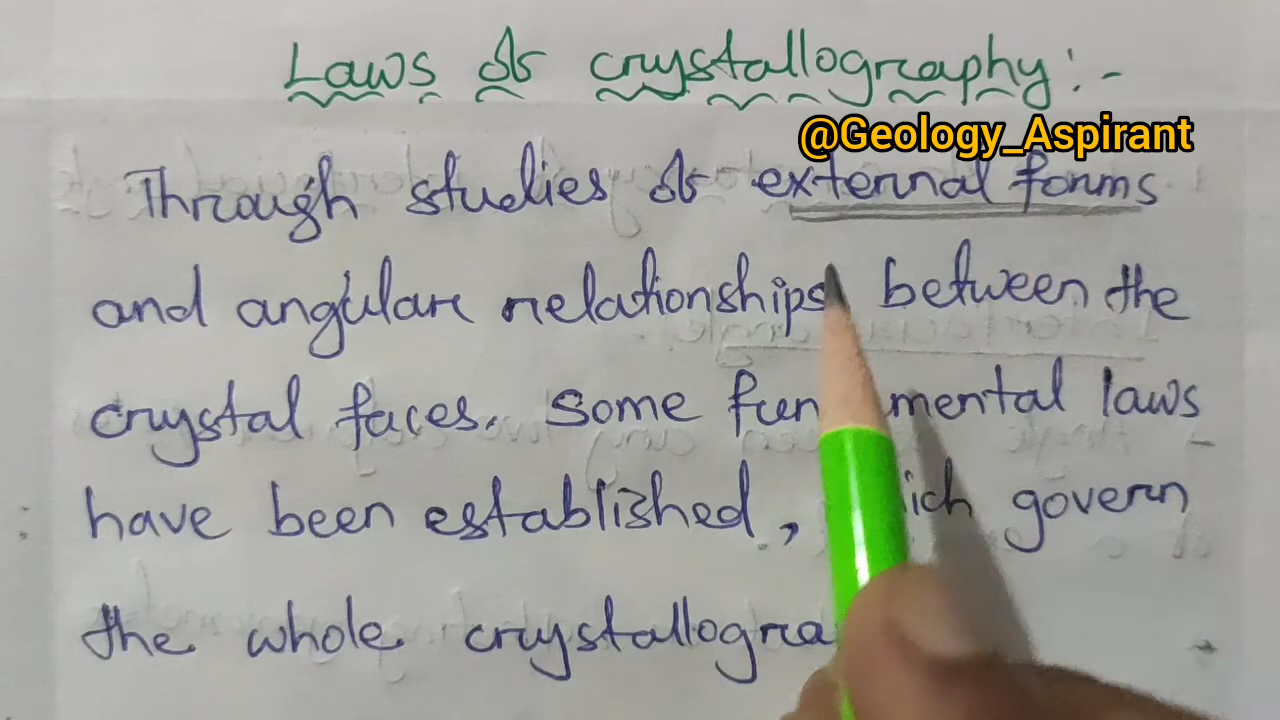 Laws of crystallography:-
@Geology_Aspirant
Through studies of external forms
and angular relationships between the
crystal faces. Some fun mental laws
have been established, ich govern
the whole crystallogra